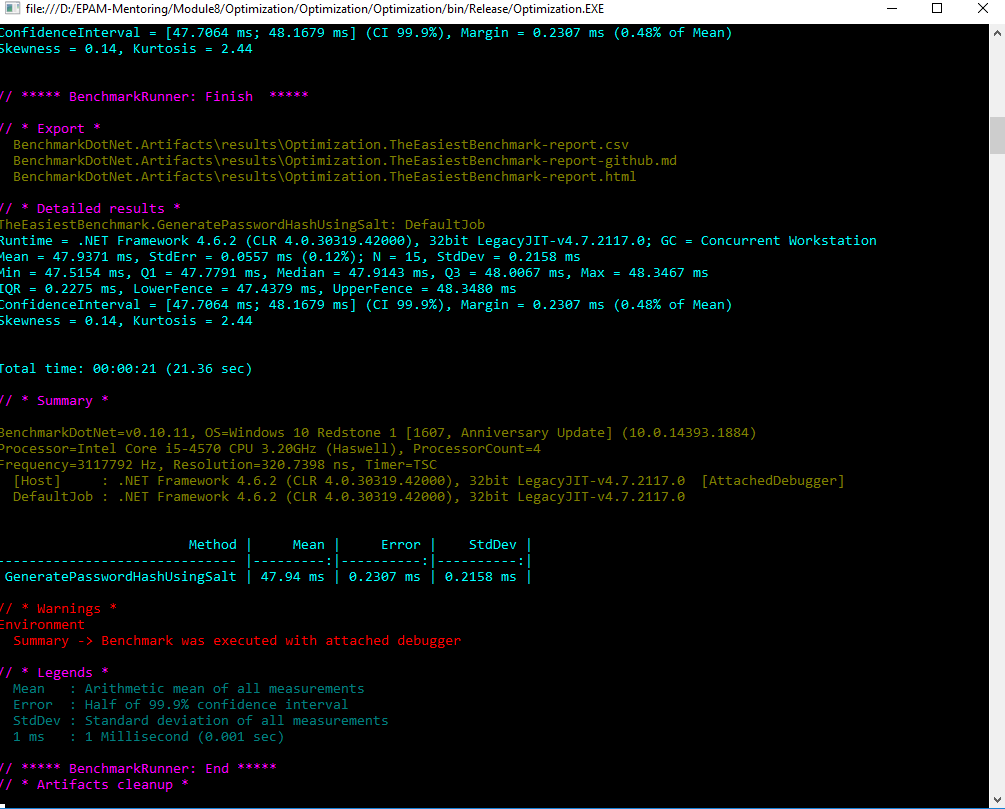 file:///D:/EPAM-Mentoring/Module8/Optimization/Optimization/Optimization/bin/Release/Optimization.EXE
ConfidenceInterval = [47.7064 ms; 48.1679 ms] (CI 99.9%), Margin = 0.2307 ms (0.48% of Mean)
Skewness = 0.14, Kurtosis = 2.44
// ***** BenchmarkRunner: Finish  *****
// * Export *
  BenchmarkDotNet.Artifacts\results\Optimization.TheEasiestBenchmark-report.csv
  BenchmarkDotNet.Artifacts\results\Optimization.TheEasiestBenchmark-report-github.md
  BenchmarkDotNet.Artifacts\results\Optimization.TheEasiestBenchmark-report.html
// * Detailed results *
TheEasiestBenchmark.GeneratePasswordHashUsingSalt: DefaultJob
Runtime = .NET Framework 4.6.2 (CLR 4.0.30319.42000), 32bit LegacyJIT-v4.7.2117.0; GC = Concurrent Workstation
Mean = 47.9371 ms, StdErr = 0.0557 ms (0.12%); N = 15, StdDev = 0.2158 ms
Min = 47.5154 ms, Q1 = 47.7791 ms, Median = 47.9143 ms, Q3 = 48.0067 ms, Max = 48.3467 ms
IQR = 0.2275 ms, LowerFence = 47.4379 ms, UpperFence = 48.3480 ms
ConfidenceInterval = [47.7064 ms; 48.1679 ms] (CI 99.9%), Margin = 0.2307 ms (0.48% of Mean)
Skewness = 0.14, Kurtosis = 2.44
Total time: 00:00:21 (21.36 sec)
// * Summary *
BenchmarkDotNet=v0.10.11, OS=Windows 10 Redstone 1 [1607, Anniversary Update] (10.0.14393.1884)
Processor=Intel Core i5-4570 CPU 3.20GHz (Haswell), ProcessorCount=4
Frequency=3117792 Hz, Resolution=320.7398 ns, Timer=TSC
  [Host]     : .NET Framework 4.6.2 (CLR 4.0.30319.42000), 32bit LegacyJIT-v4.7.2117.0  [AttachedDebugger]
  DefaultJob : .NET Framework 4.6.2 (CLR 4.0.30319.42000), 32bit LegacyJIT-v4.7.2117.0
                        Method |     Mean |     Error |    StdDev |
------------------------------ |---------:|----------:|----------:|
 GeneratePasswordHashUsingSalt | 47.94 ms | 0.2307 ms | 0.2158 ms |
// * Warnings *
Environment
  Summary -> Benchmark was executed with attached debugger
// * Legends *
  Mean   : Arithmetic mean of all measurements
  Error  : Half of 99.9% confidence interval
  StdDev : Standard deviation of all measurements
  1 ms   : 1 Millisecond (0.001 sec)
// ***** BenchmarkRunner: End *****
// * Artifacts cleanup *